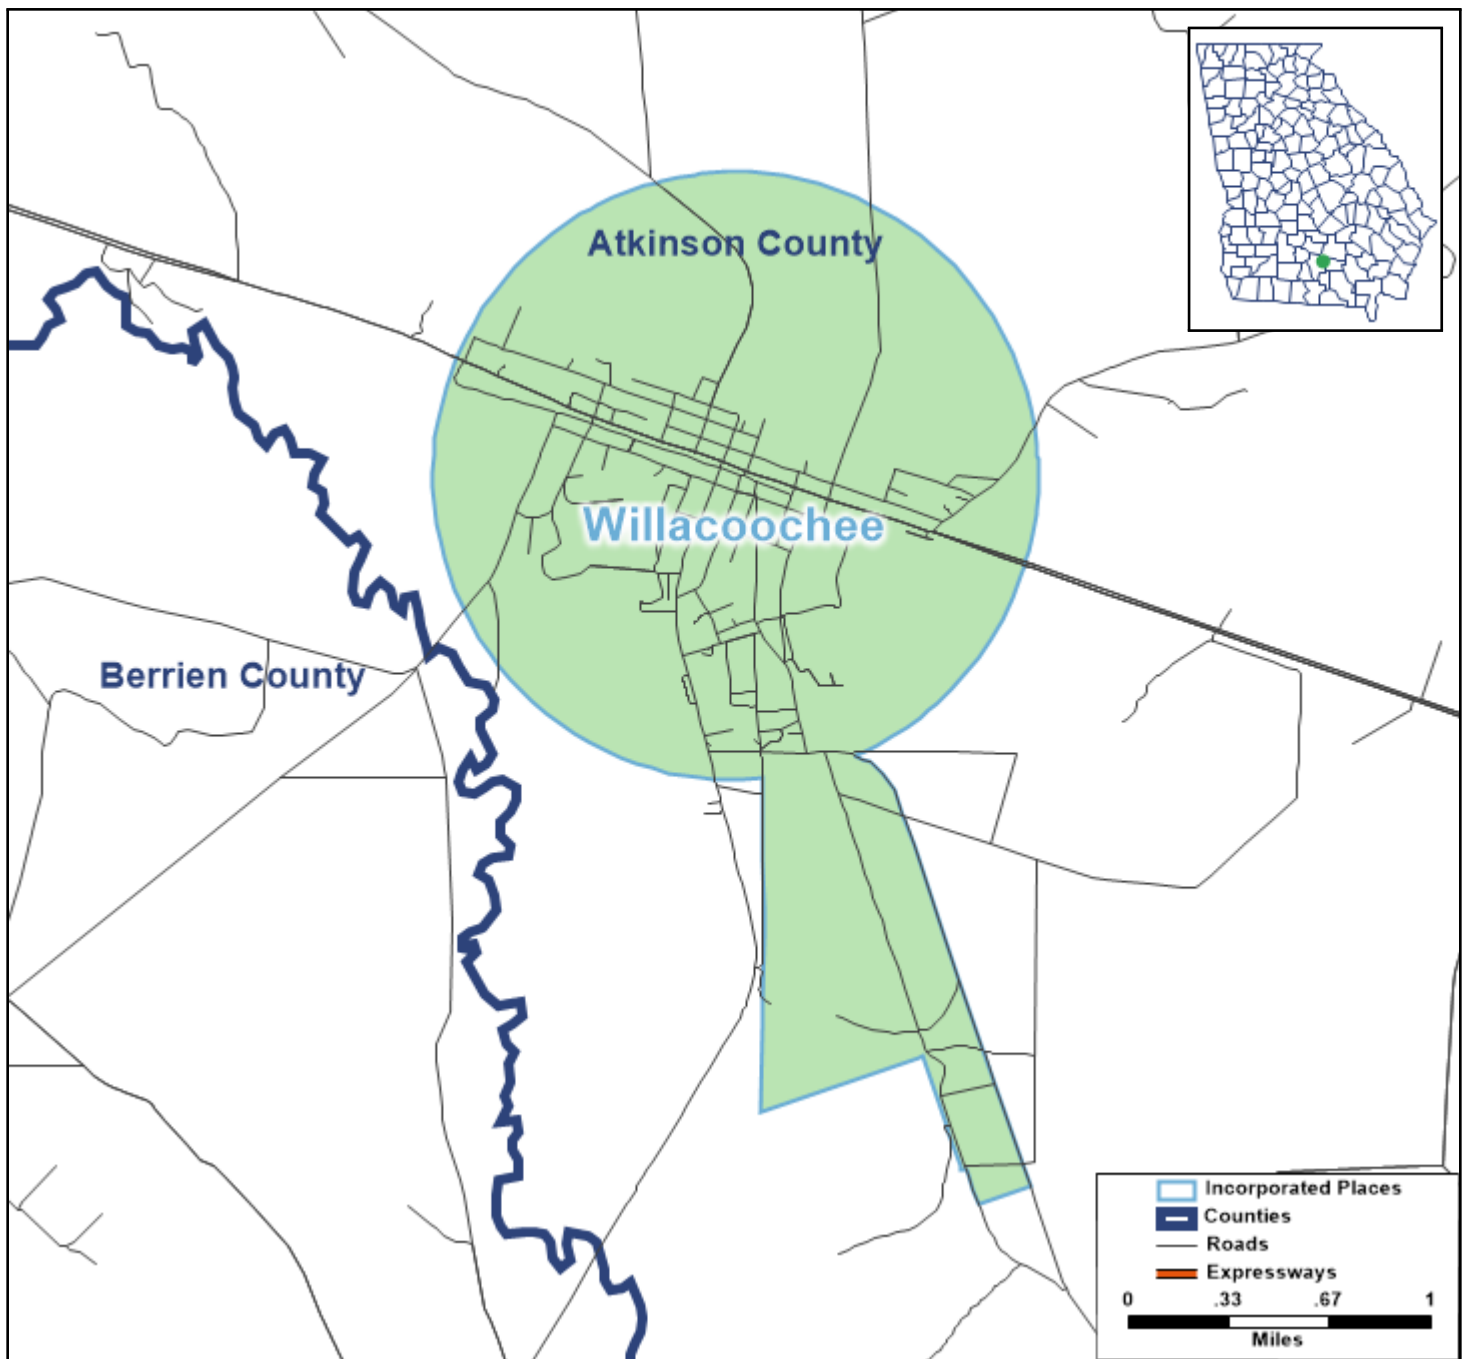 Atkinson County
Willacoochee
Berrien County
Incorporated Places
Counties
Roads
Expressways
0 .33 .67 1
Miles